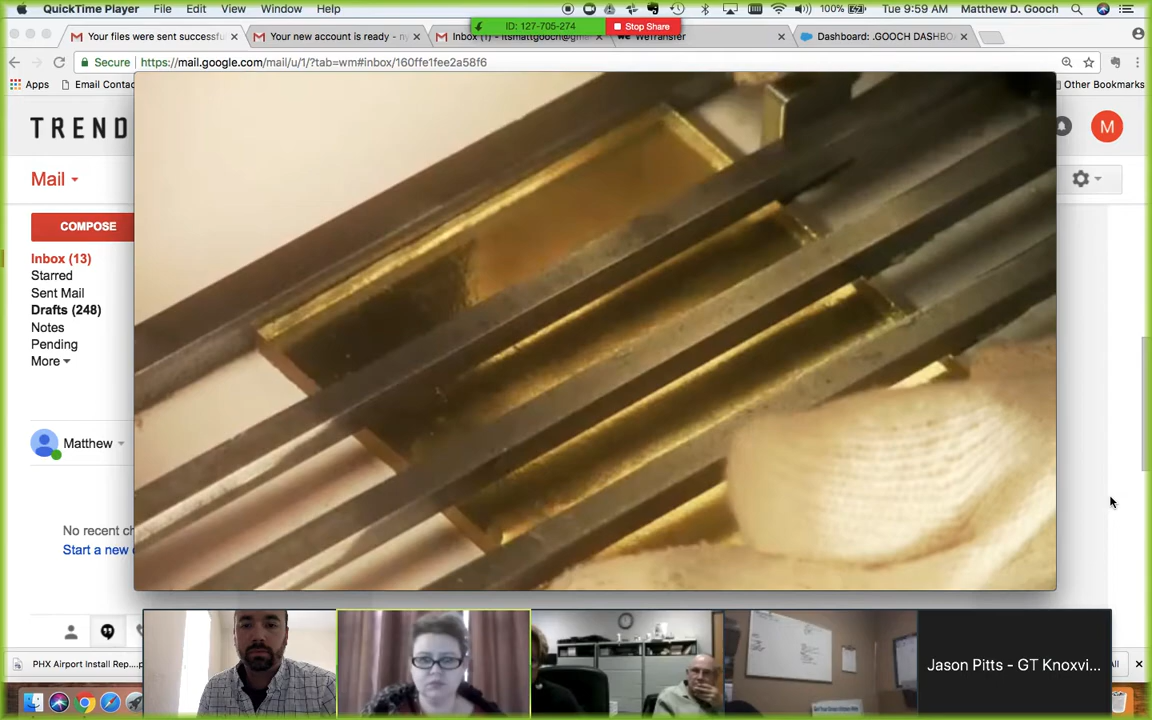 QuickTime Player File Edit View Window Help
ID: 127-705-274 Stop Share
100% Tue 9:59 AM Matthew D. Gooch
Your files were sent successfu
Your new account is ready - n
Inbox (1) -
WeTransfer
Dashboard: .GOOCH DASHBO
Secure https://mail.google.com/mail/u/1/?tab=wm#inbox/160ffe1fee2a58f6
Apps Email Contac
Other Bookmarks
TREND
M
Mail
COMPOSE
Inbox (13)
Starred
Sent Mail
Drafts (248)
Notes
Pending
More
Matthew
No recent ch
Start a new
PHX Airport Install Rep....p
Jason Pitts - GT Knoxvi...